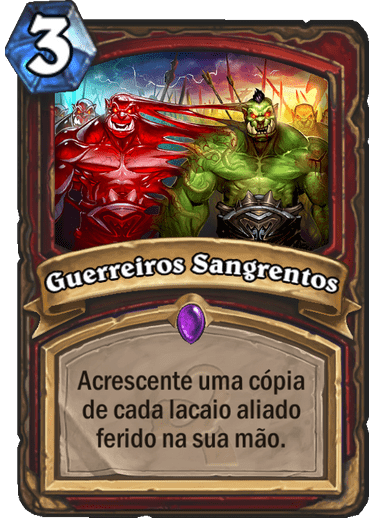 3
Guerreiros Sangrentos
Acrescente uma cópia
de cada lacaio aliado
ferido na sua mão.